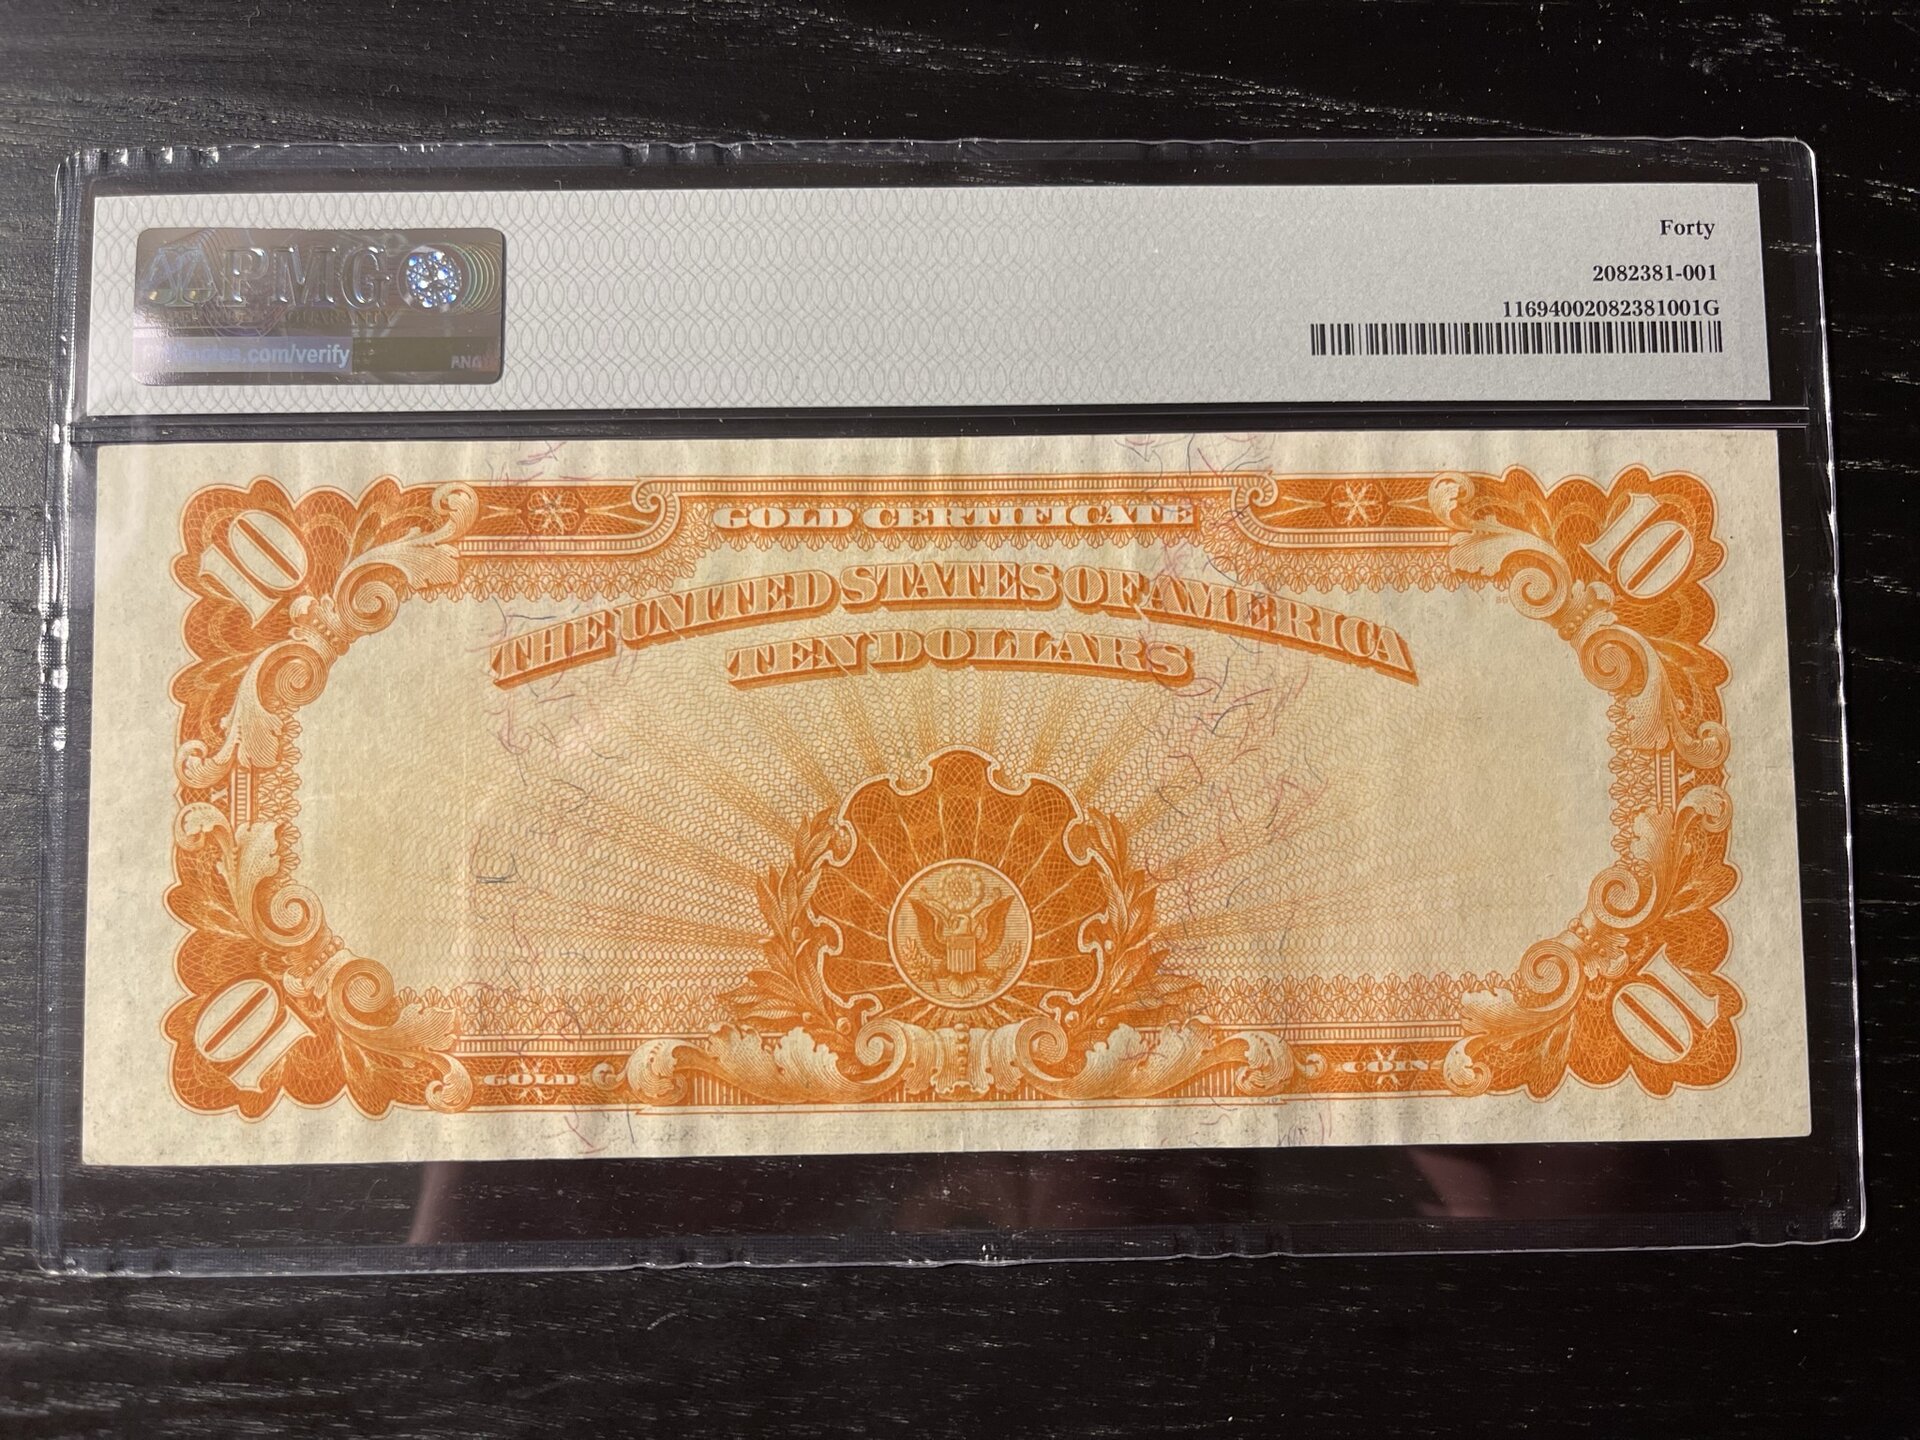 PMG
Forty
2082381-001
11694002082381001G
notes.com/verify
10
GOLD CERTIFICATE
10
THE UNITED STATES OF AMERICA
TEN DOLLARS
X
X
10
GOLD
X
COIN
X
10